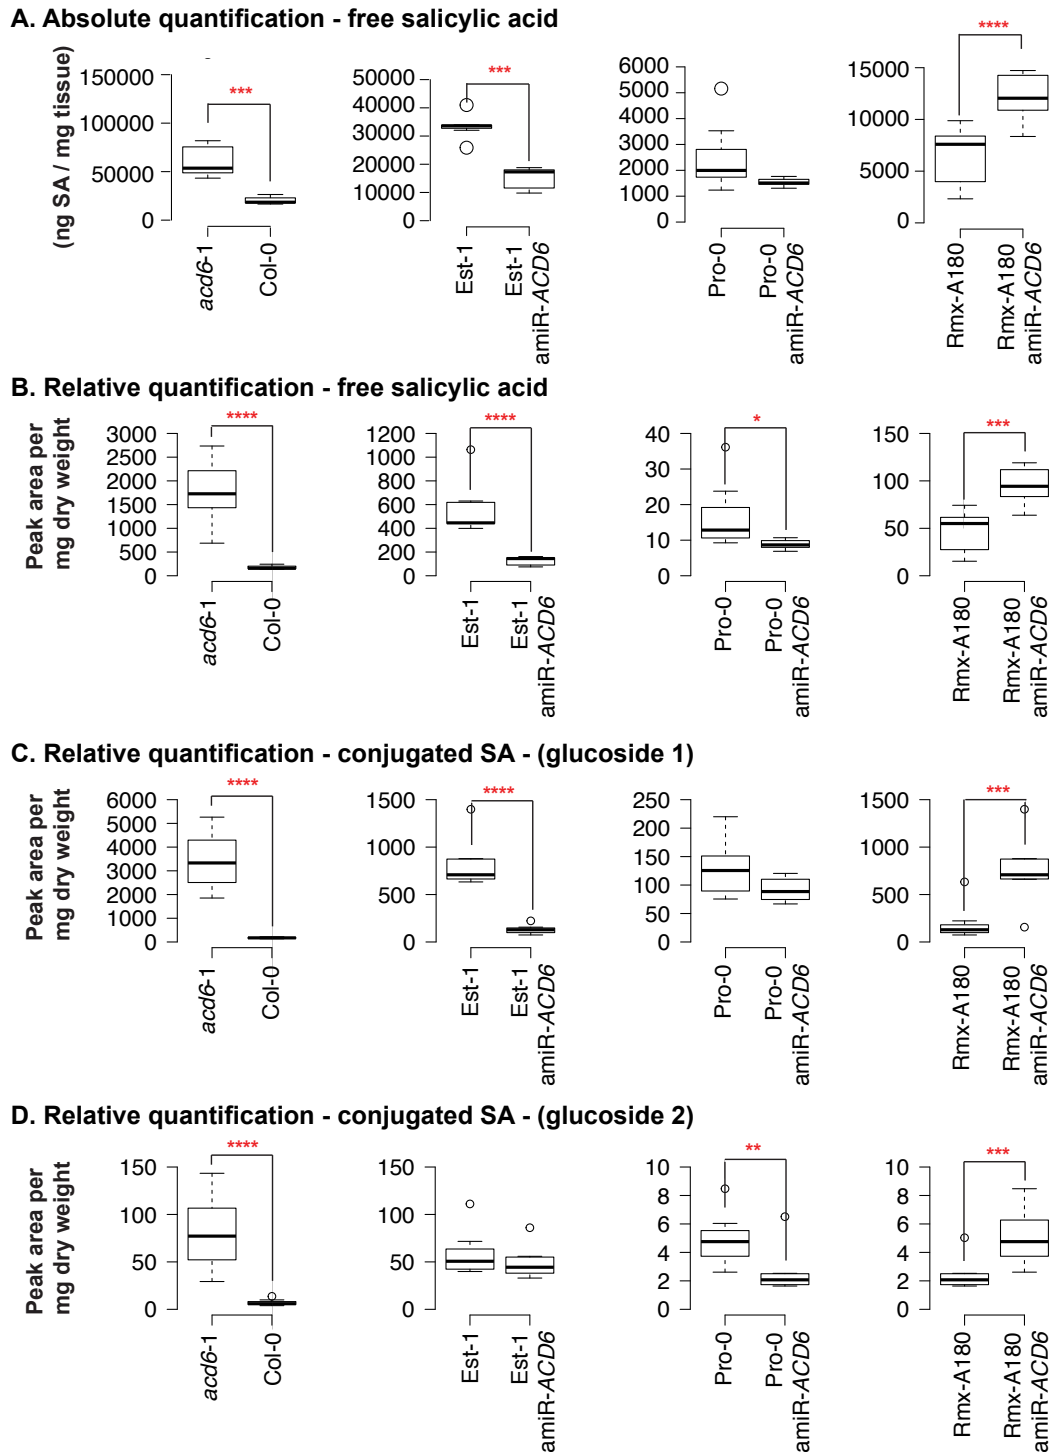 A. Absolute quantification - free salicylic acid
(ng SA / mg tissue)
150000
100000
50000
0
***
acd6-1
Col-0
50000
40000
30000
20000
10000
0
***
Est-1
Est-1
amiR-ACD6
6000
5000
4000
3000
2000
1000
0
Pro-0
Pro-0
amiR-ACD6
15000
10000
5000
0
****
Rmx-A180
Rmx-A180
amiR-ACD6
B. Relative quantification - free salicylic acid
Peak area per
mg dry weight
3000
2500
2000
1500
1000
500
0
****
acd6-1
Col-0
1200
1000
800
600
400
200
0
****
Est-1
Est-1
amiR-ACD6
40
30
20
10
0
*
Pro-0
Pro-0
amiR-ACD6
150
100
50
0
***
Rmx-A180
Rmx-A180
amiR-ACD6
C. Relative quantification - conjugated SA - (glucoside 1)
Peak area per
mg dry weight
6000
5000
4000
3000
2000
1000
0
****
acd6-1
Col-0
1500
1000
500
0
****
Est-1
Est-1
amiR-ACD6
250
200
150
100
50
0
Pro-0
Pro-0
amiR-ACD6
1500
1000
500
0
***
Rmx-A180
Rmx-A180
amiR-ACD6
D. Relative quantification - conjugated SA - (glucoside 2)
Peak area per
mg dry weight
150
100
50
0
****
acd6-1
Col-0
150
100
50
0
Est-1
Est-1
amiR-ACD6
10
8
6
4
2
0
**
Pro-0
Pro-0
amiR-ACD6
10
8
6
4
2
0
***
Rmx-A180
Rmx-A180
amiR-ACD6